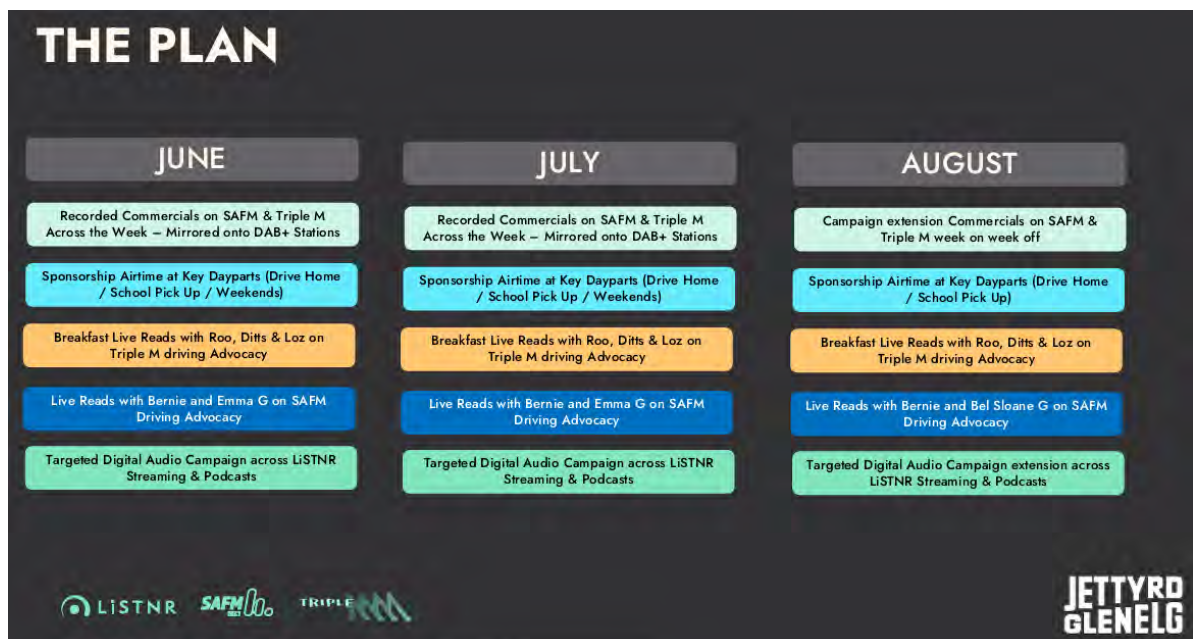 THE PLAN
JUNE
Recorded Commercials on SAFM & Triple M
Across the Week – Mirrored onto DAB+ Stations
Sponsorship Airtime at Key Dayparts (Drive Home
/ School Pick Up / Weekends)
Breakfast Live Reads with Roo, Ditts & Loz on
Triple M driving Advocacy
Live Reads with Bernie and Emma G on SAFM
Driving Advocacy
Targeted Digital Audio Campaign across LiSTNR
Streaming & Podcasts
JULY
Recorded Commercials on SAFM & Triple M
Across the Week – Mirrored onto DAB+ Stations
Sponsorship Airtime at Key Dayparts (Drive Home
/ School Pick Up / Weekends)
Breakfast Live Reads with Roo, Ditts & Loz on
Triple M driving Advocacy
Live Reads with Bernie and Emma G on SAFM
Driving Advocacy
Targeted Digital Audio Campaign across LiSTNR
Streaming & Podcasts
AUGUST
Campaign extension Commercials on SAFM &
Triple M week on week off
Sponsorship Airtime at Key Dayparts (Drive Home
/ School Pick Up)
Breakfast Live Reads with Roo, Ditts & Loz on
Triple M driving Advocacy
Live Reads with Bernie and Bel Sloane G on SAFM
Driving Advocacy
Targeted Digital Audio Campaign extension across
LiSTNR Streaming & Podcasts
LiSTNR
SAFM
TRIPLE M
JETTYRD
GLENELG